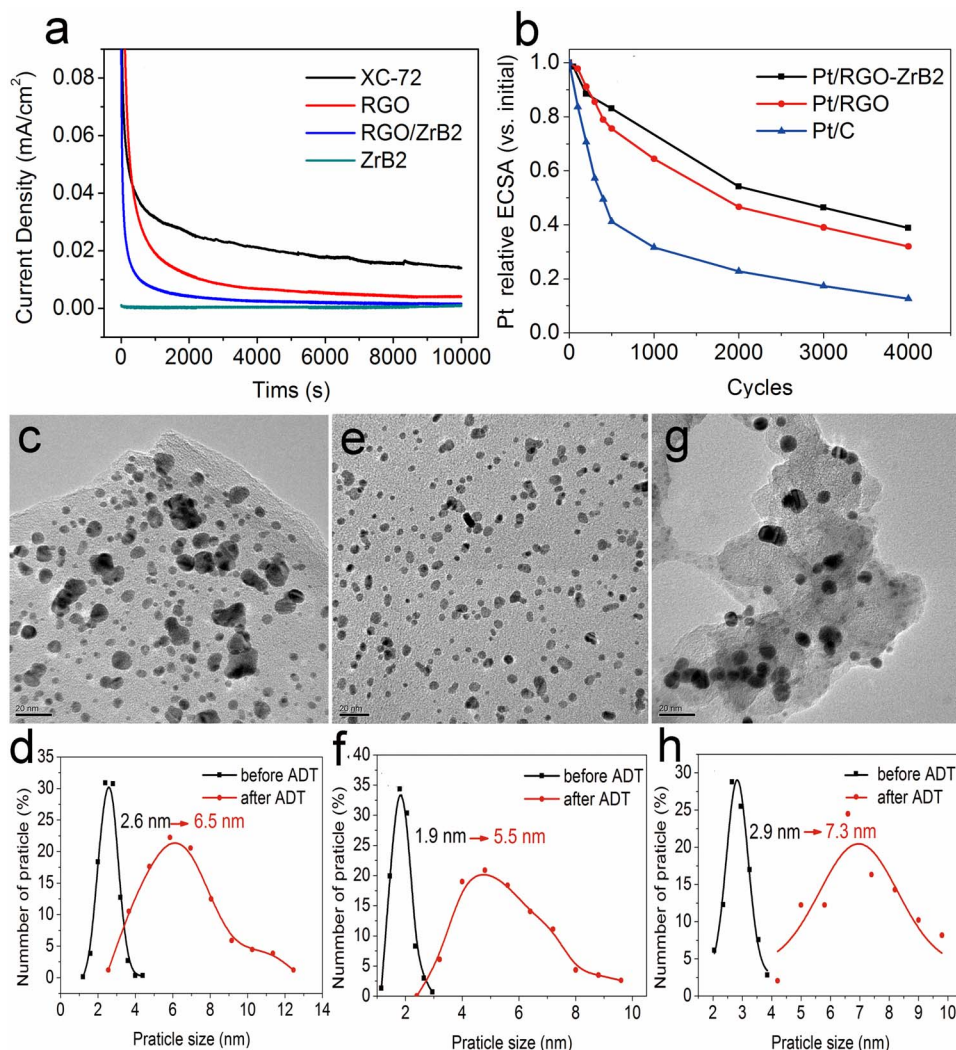 a
0.08
0.06
0.04
0.02
0.00
Current Density (mA/cm²)
XC-72
RGO
RGO/ZrB2
ZrB2
0 2000 4000 6000 8000 10000
Tims (s)
b
1.0
0.8
0.6
0.4
0.2
0.0
Pt relative ECSA (vs. initial)
Pt/RGO-ZrB2
Pt/RGO
Pt/C
0 1000 2000 3000 4000
Cycles
c
20 nm
e
20 nm
g
20 nm
d
35
30
25
20
15
10
5
0
Nummber of praticle (%)
before ADT
after ADT
2.6 nm → 6.5 nm
0 2 4 6 8 10 12 14
Praticle size (nm)
f
40
35
30
25
20
15
10
5
0
Nummber of praticle (%)
before ADT
after ADT
1.9 nm → 5.5 nm
2 4 6 8 10
Praticle size (nm)
h
30
25
20
15
10
5
0
Nummber of praticle (%)
before ADT
after ADT
2.9 nm → 7.3 nm
2 3 4 5 6 7 8 9 10
Praticle size (nm)